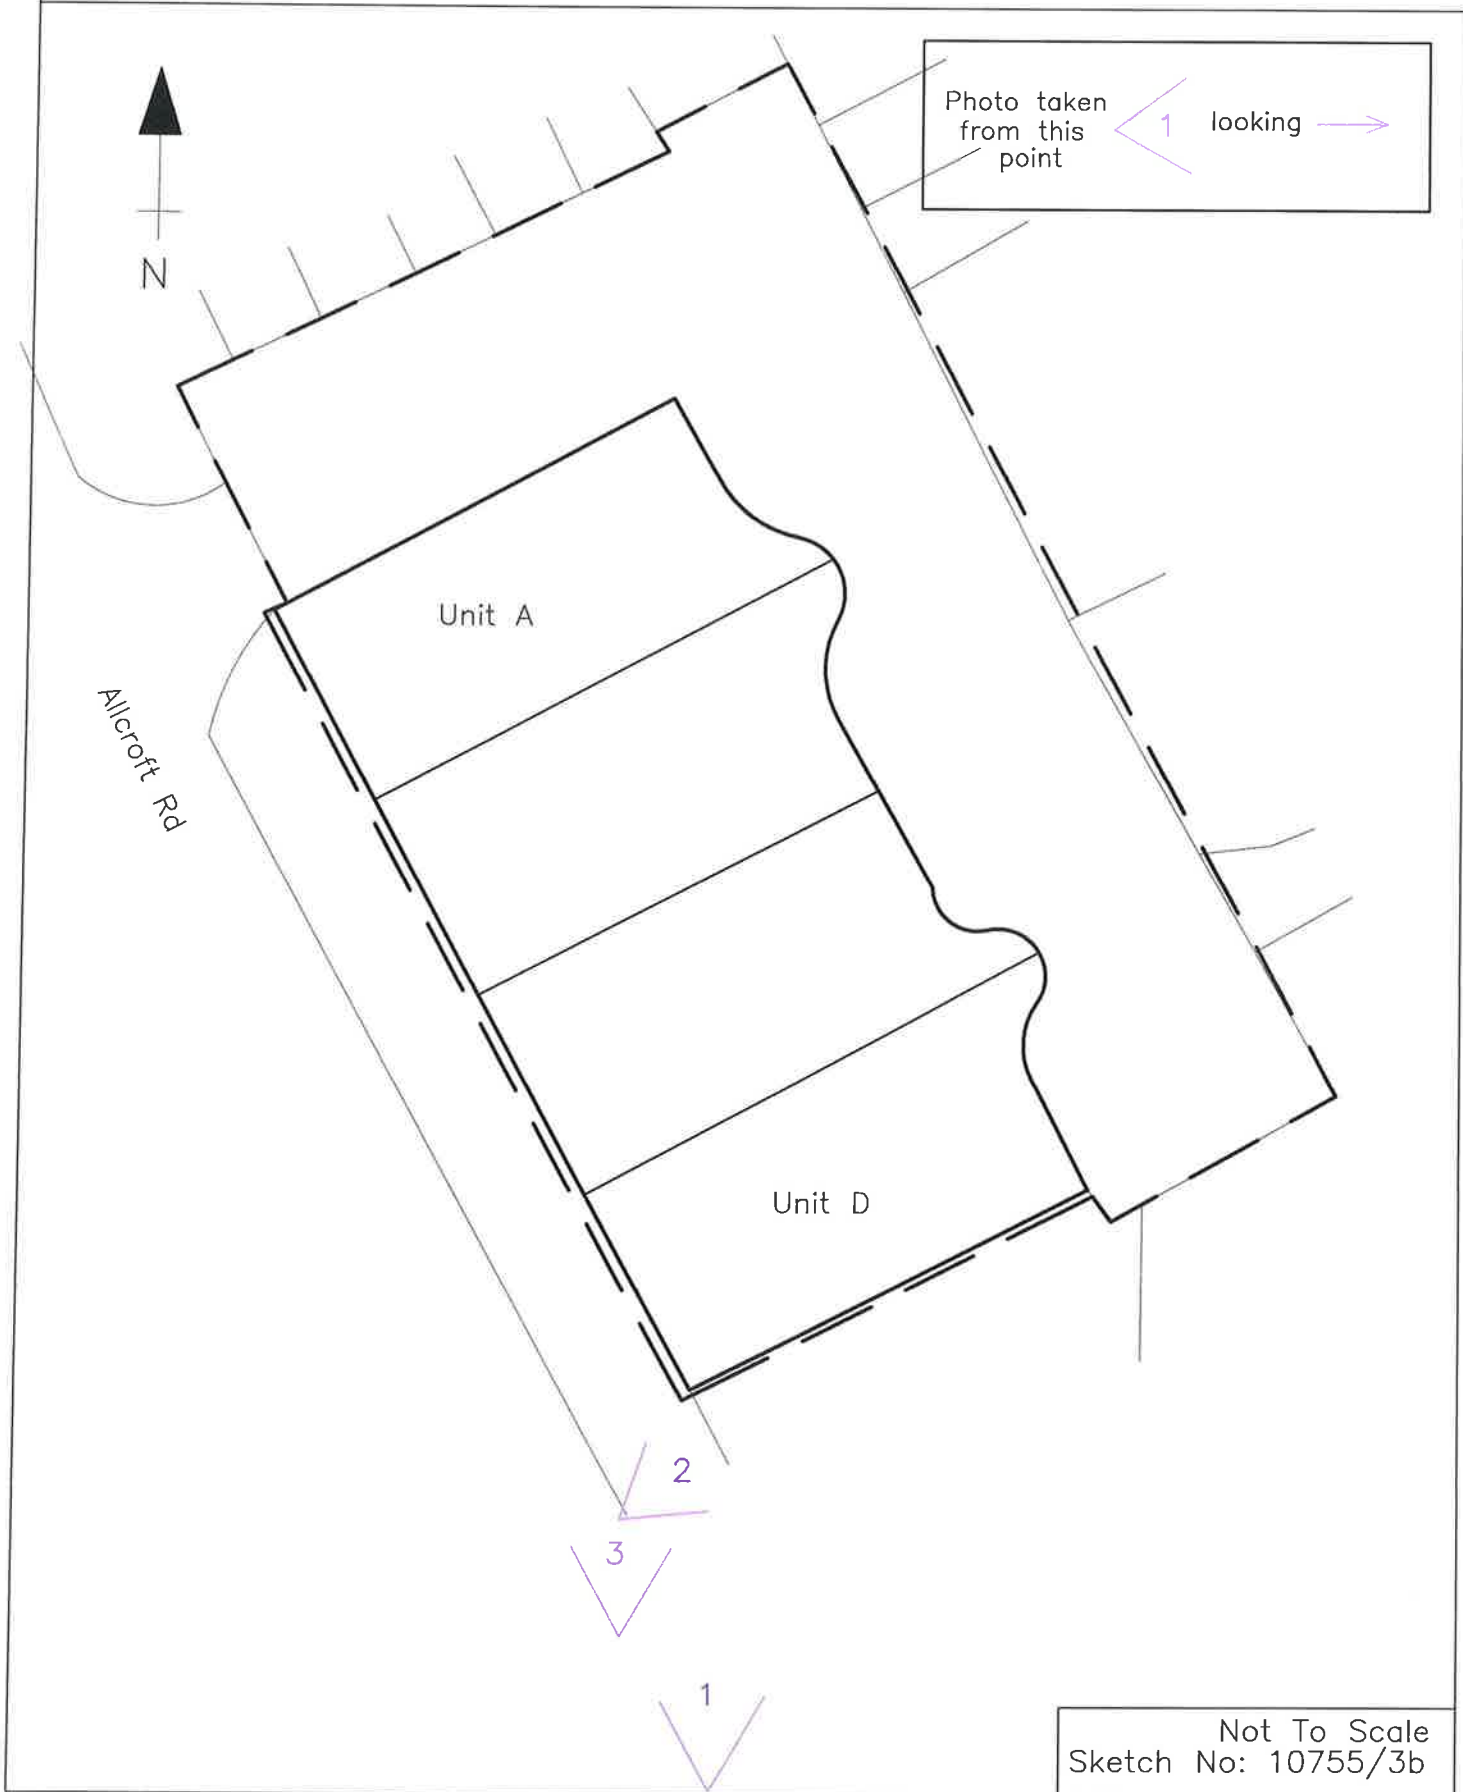 Photo taken
from this
point
1
looking
N
Unit A
Allcroft Rd
Unit D
2
3
1
Not To Scale
Sketch No: 10755/3b